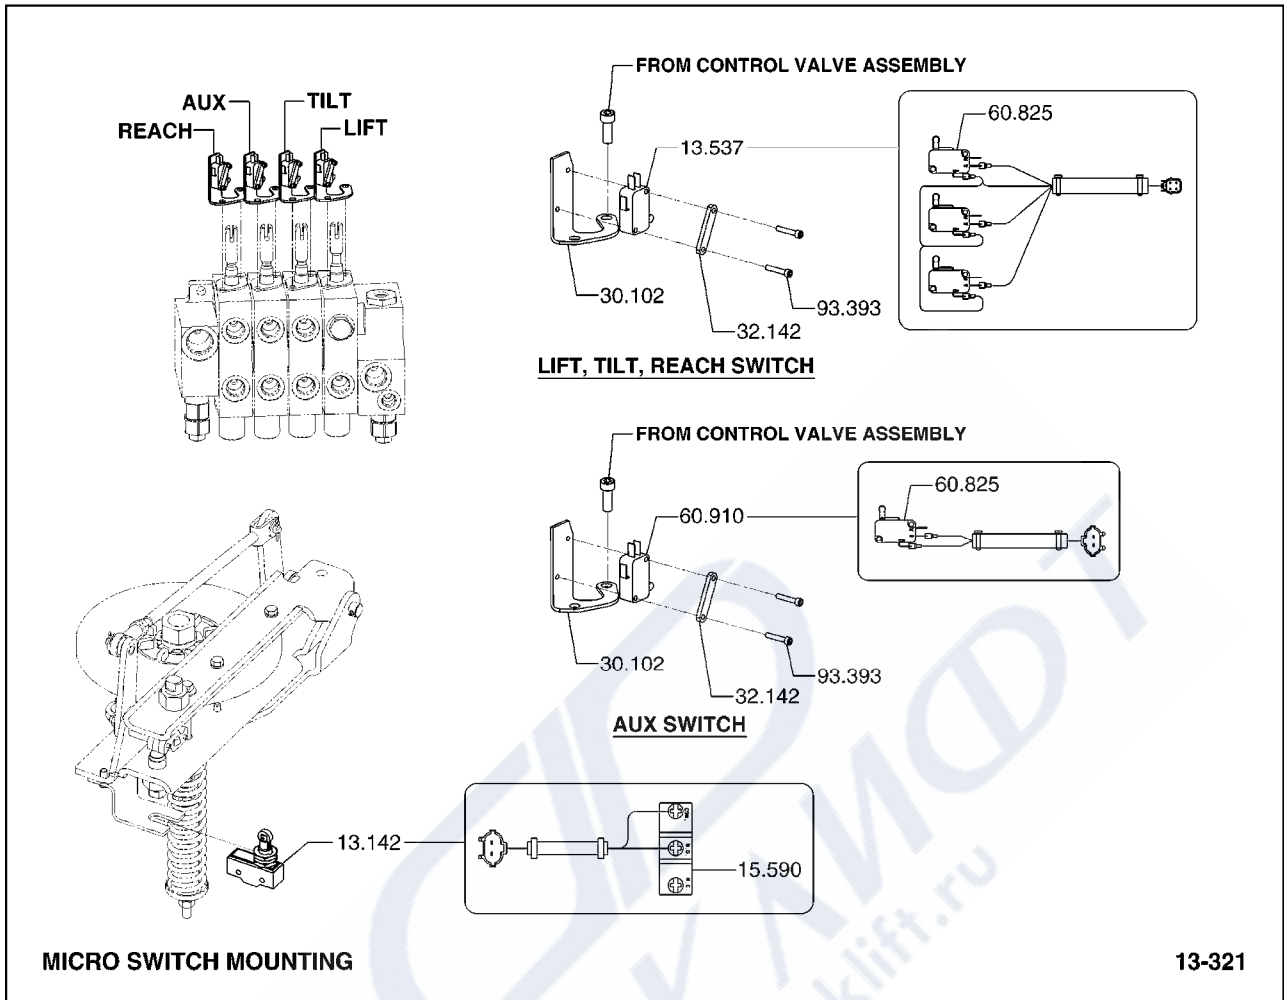 FROM CONTROL VALVE ASSEMBLY
AUX
TILT
REACH
LIFT
13.537
60.825
30.102
93.393
32.142
LIFT, TILT, REACH SWITCH
FROM CONTROL VALVE ASSEMBLY
60.910
60.825
30.102
93.393
32.142
AUX SWITCH
13.142
15.590
MICRO SWITCH MOUNTING
13-321
klift.ru